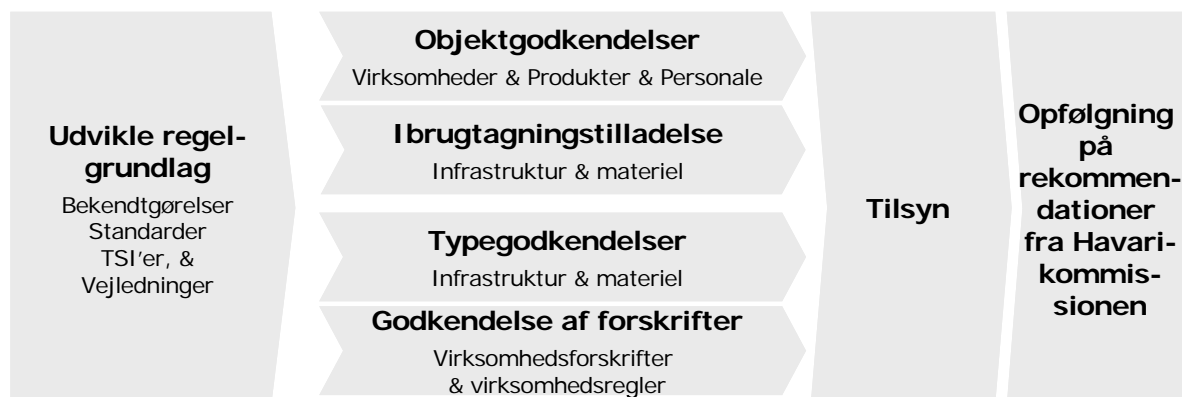 Udvikle regel-
grundlag
Bekendtgørelser
Standarder
TSI'er, &
Vejledninger
Objektgodkendelser
Virksomheder & Produkter & Personale
Ibrugtagningstilladelse
Infrastruktur & materiel
Typegodkendelser
Infrastruktur & materiel
Godkendelse af forskrifter
Virksomhedsforskrifter
& virksomhedsregler
Tilsyn
Opfølgning
på
rekommen-
dationer
fra Havari-
kommis-
sionen